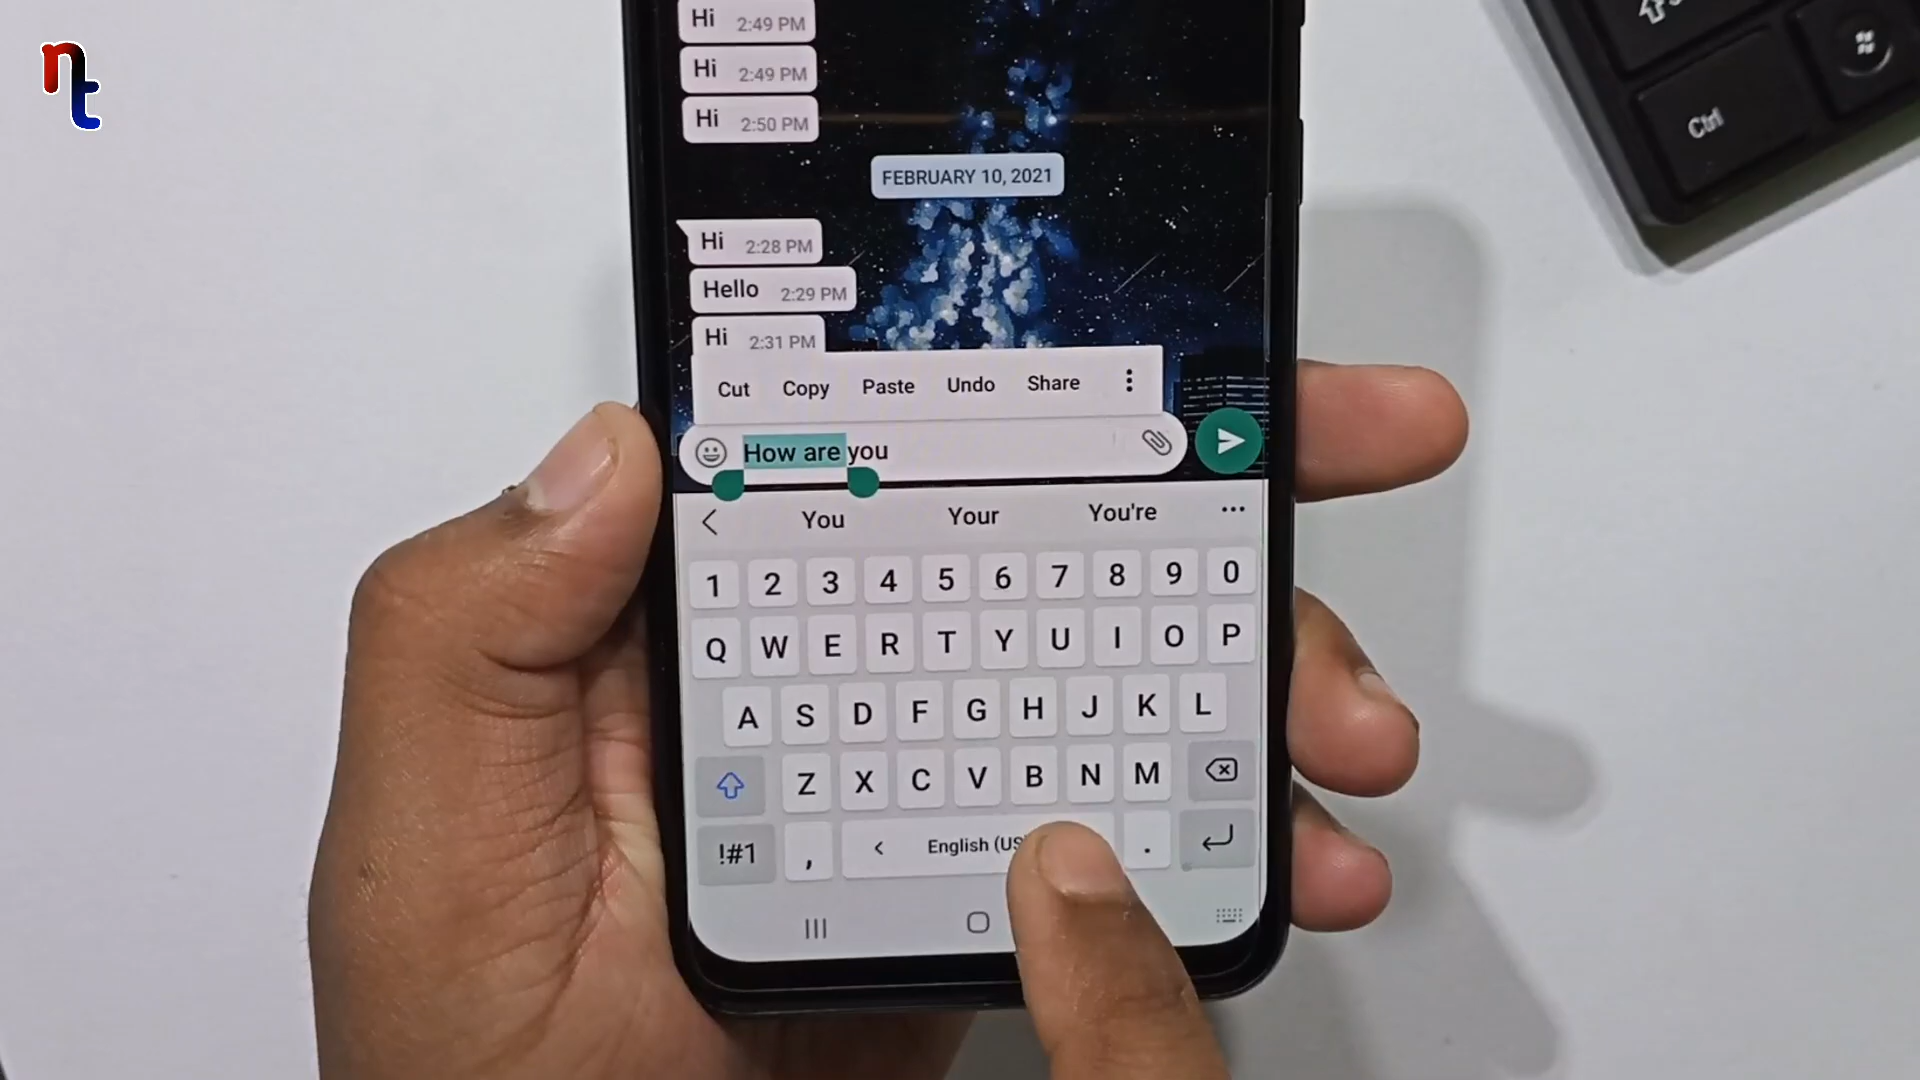 nt
Hi 2:49 PM
Hi 2:49 PM
Hi 2:50 PM
FEBRUARY 10, 2021
Hi 2:28 PM
Hello 2:29 PM
Hi 2:31 PM
Cut Copy Paste Undo Share
How are you
You Your You're
1 2 3 4 5 6 7 8 9 0
Q W E R T Y U I O P
A S D F G H J K L
Z X C V B N M
!#1 , < English (US .
Ctrl